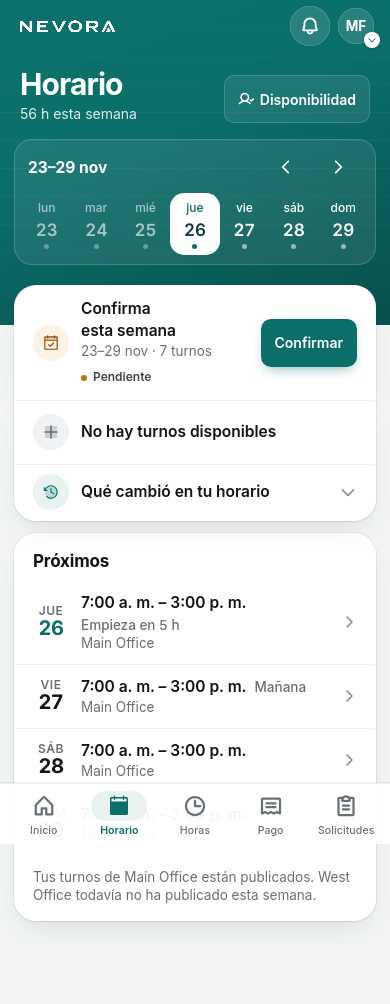 NEVORA
MF
Horario
56 h esta semana
Disponibilidad
23–29 nov
lun mar mié jue vie sáb dom
23 24 25 26 27 28 29
Confirma
esta semana
23–29 nov · 7 turnos
Pendiente
Confirmar
No hay turnos disponibles
Qué cambió en tu horario
Próximos
JUE
26
7:00 a. m. – 3:00 p. m.
Empieza en 5 h
Main Office
VIE
27
7:00 a. m. – 3:00 p. m. Mañana
Main Office
SÁB
28
7:00 a. m. – 3:00 p. m.
Main Office
Inicio
Horario
Horas
Pago
Solicitudes
Tus turnos de Main Office están publicados. West
Office todavía no ha publicado esta semana.